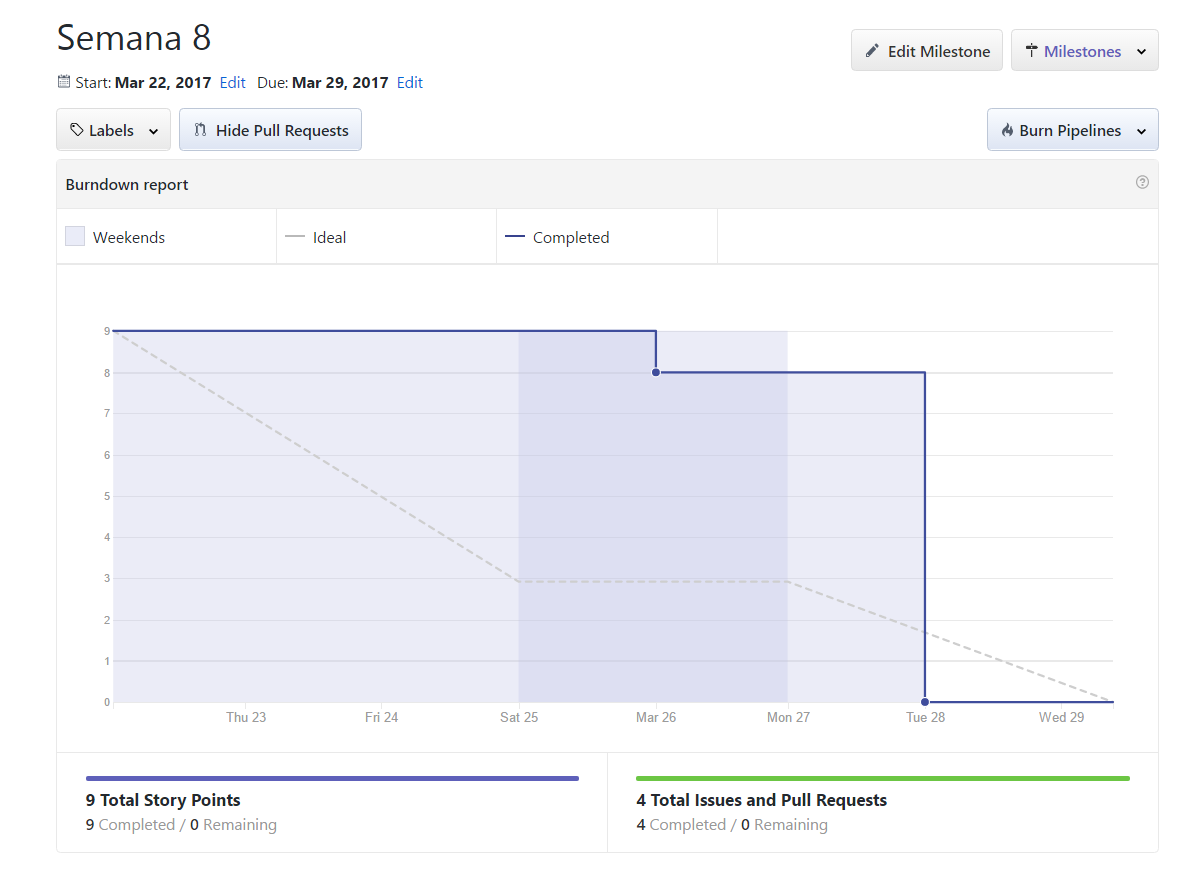 Semana 8
Edit Milestone
Milestones
Start: Mar 22, 2017 Edit Due: Mar 29, 2017 Edit
Labels
Hide Pull Requests
Burn Pipelines
Burndown report
Weekends
Ideal
Completed
9
8
7
6
5
4
3
2
1
0
Thu 23
Fri 24
Sat 25
Mar 26
Mon 27
Tue 28
Wed 29
9 Total Story Points
9 Completed / 0 Remaining
4 Total Issues and Pull Requests
4 Completed / 0 Remaining